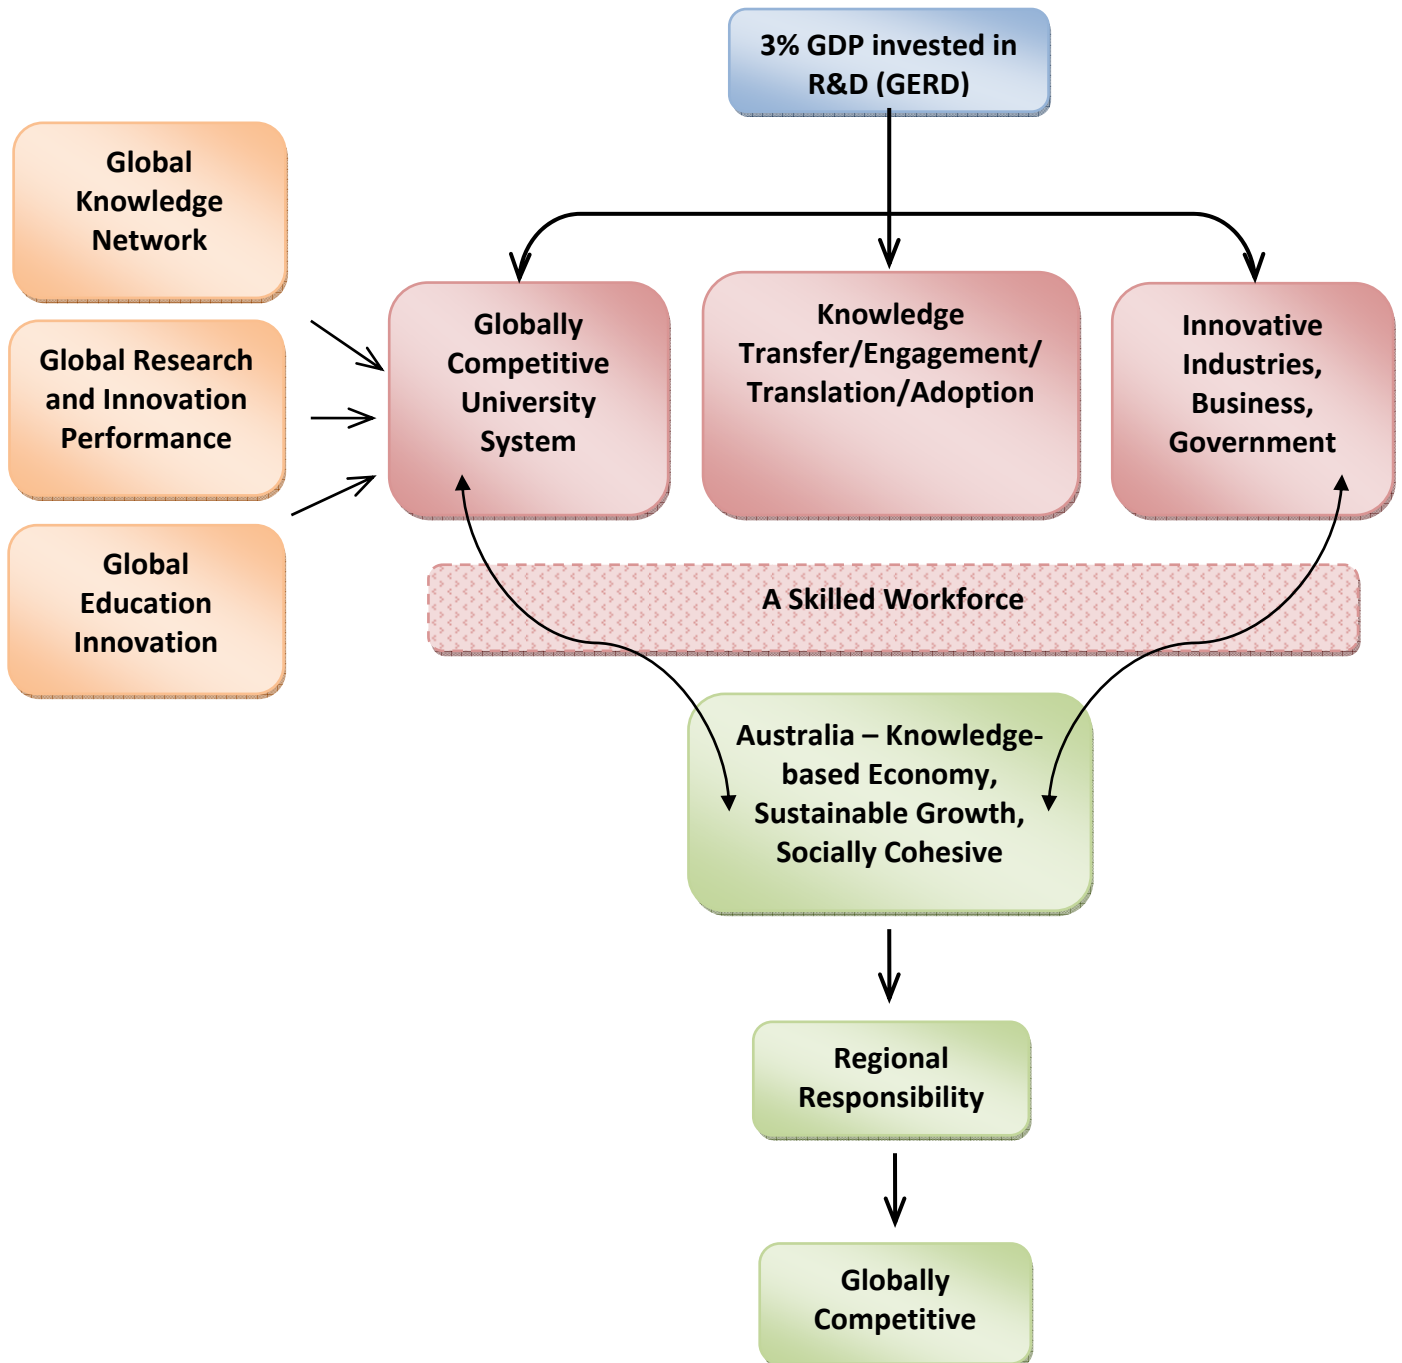 3% GDP invested in
R&D (GERD)
Global
Knowledge
Network
Global Research
and Innovation
Performance
Global
Education
Innovation
Globally
Competitive
University
System
Knowledge
Transfer/Engagement/
Translation/Adoption
Innovative
Industries,
Business,
Government
A Skilled Workforce
Australia – Knowledge-
based Economy,
Sustainable Growth,
Socially Cohesive
Regional
Responsibility
Globally
Competitive